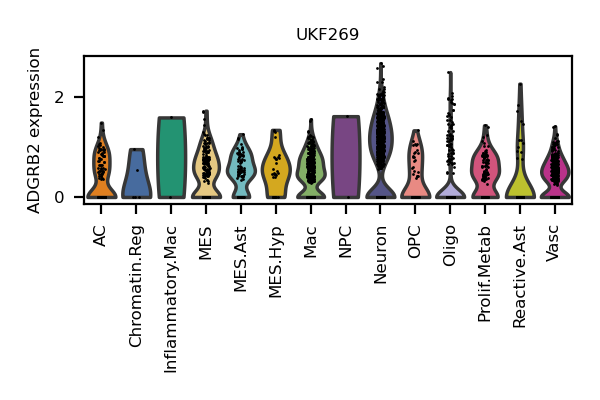 UKF269
ADGRB2 expression
2
0
AC
Chromatin.Reg
Inflammatory.Mac
MES
MES.Ast
MES.Hyp
Mac
NPC
Neuron
OPC
Oligo
Prolif.Metab
Reactive.Ast
Vasc